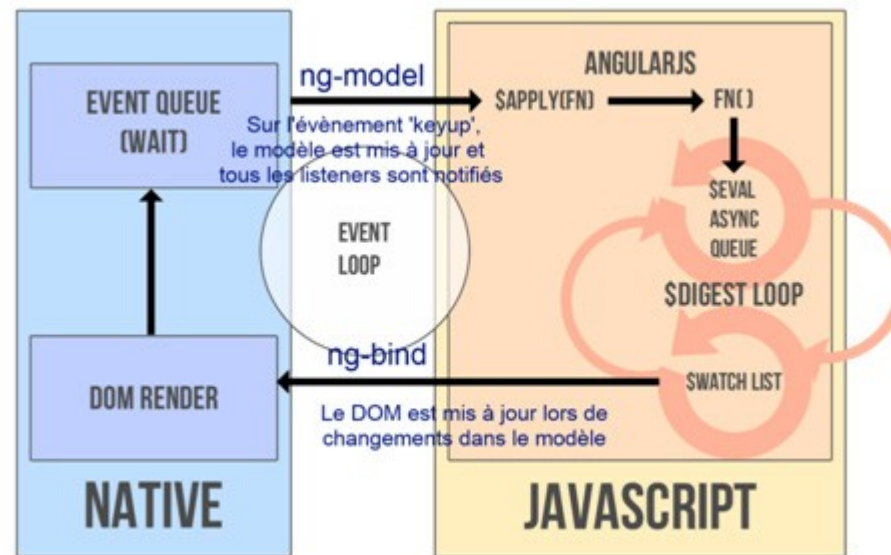 ANGULARJS
ng-model
EVENT QUEUE
(WAIT)
$APPLY(FN)
FN( )
Sur l'évènement 'keyup',
le modèle est mis à jour et
tous les listeners sont notifiés
$EVAL
ASYNC
QUEUE
EVENT
LOOP
$DIGEST LOOP
ng-bind
DOM RENDER
$WATCH LIST
Le DOM est mis à jour lors de
changements dans le modèle
NATIVE
JAVASCRIPT